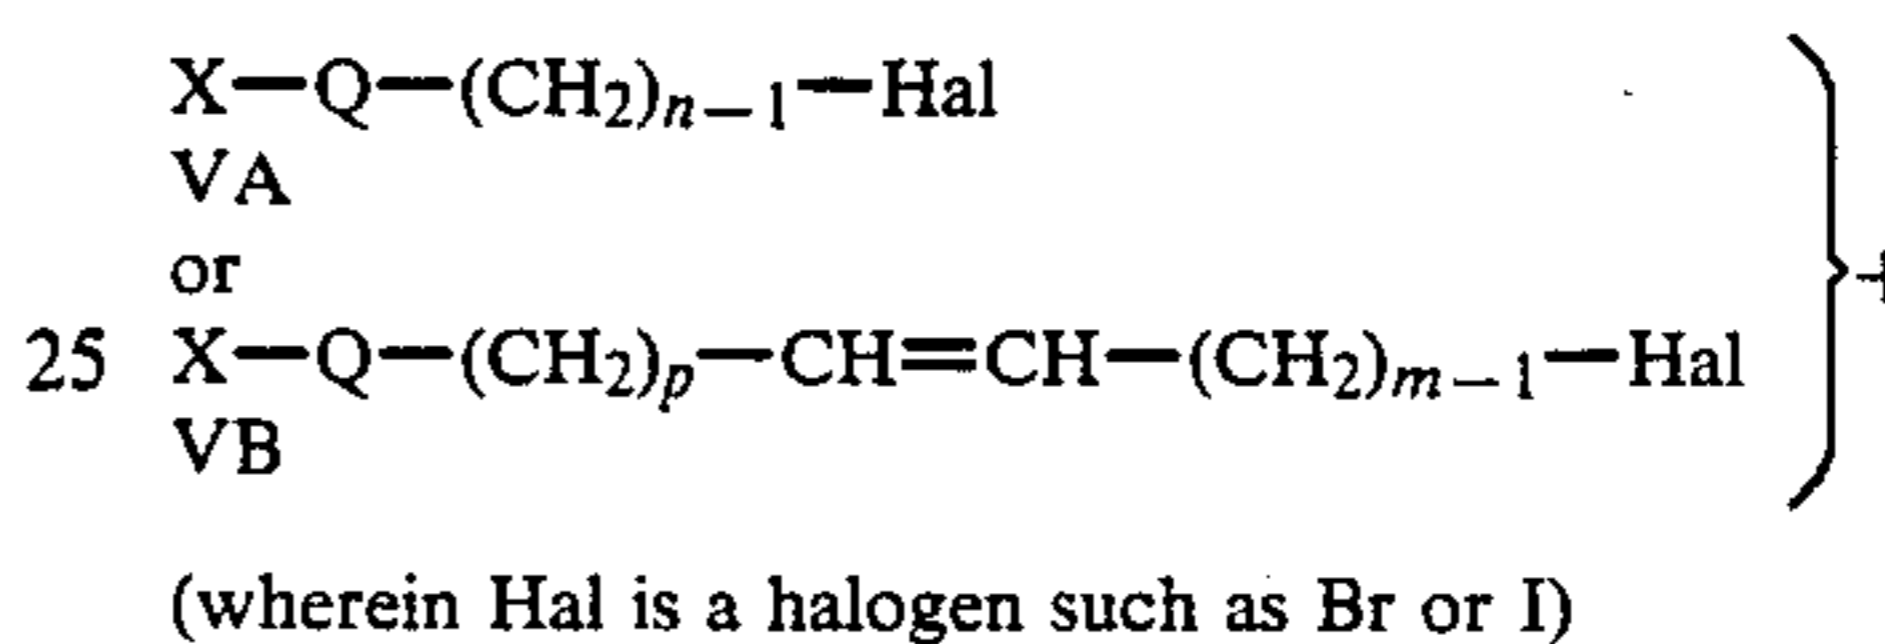 X—Q—(CH2)n−1—Hal
VA
or
25 X—Q—(CH2)p—CH=CH—(CH2)m−1—Hal
VB
(wherein Hal is a halogen such as Br or I)